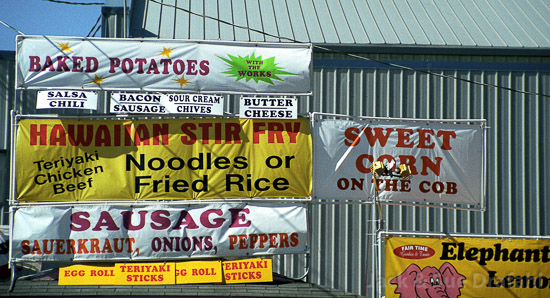 BAKED POTATOES
WITH THE
WORKS
SALSA
CHILI
BACON
SAUSAGE
SOUR CREAM
CHIVES
BUTTER
CHEESE
HAWAIIAN STIR FRY
Teriyaki
Chicken
Beef
Noodles or
Fried Rice
SWEET
CORN
ON THE COB
SAUSAGE
SAUERKRAUT, ONIONS, PEPPERS
EGG ROLL
TERIYAKI
STICKS
EGG ROLL
TERIYAKI
STICKS
FAIR TIME
Elephant
Lemo